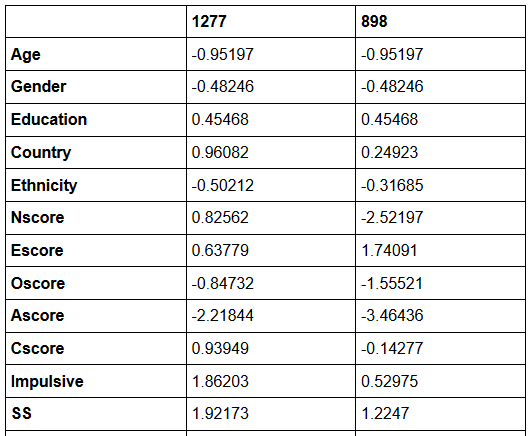 1277 898
Age -0.95197 -0.95197
Gender -0.48246 -0.48246
Education 0.45468 0.45468
Country 0.96082 0.24923
Ethnicity -0.50212 -0.31685
Nscore 0.82562 -2.52197
Escore 0.63779 1.74091
Oscore -0.84732 -1.55521
Ascore -2.21844 -3.46436
Cscore 0.93949 -0.14277
Impulsive 1.86203 0.52975
SS 1.92173 1.2247